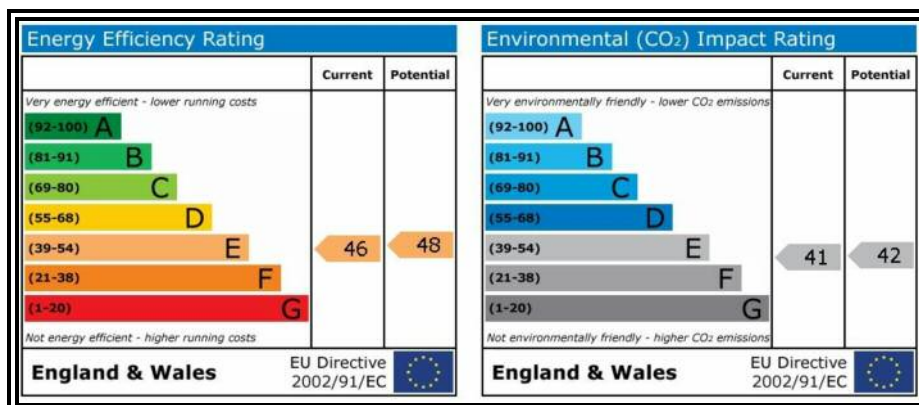 Energy Efficiency Rating
Current Potential
Very energy efficient - lower running costs
(92-100) A
(81-91) B
(69-80) C
(55-68) D
(39-54) E 46 48
(21-38) F
(1-20) G
Not energy efficient - higher running costs
England & Wales
EU Directive
2002/91/EC
Environmental (CO₂) Impact Rating
Current Potential
Very environmentally friendly - lower CO₂ emissions
(92-100) A
(81-91) B
(69-80) C
(55-68) D
(39-54) E 41 42
(21-38) F
(1-20) G
Not environmentally friendly - higher CO₂ emissions
England & Wales
EU Directive
2002/91/EC